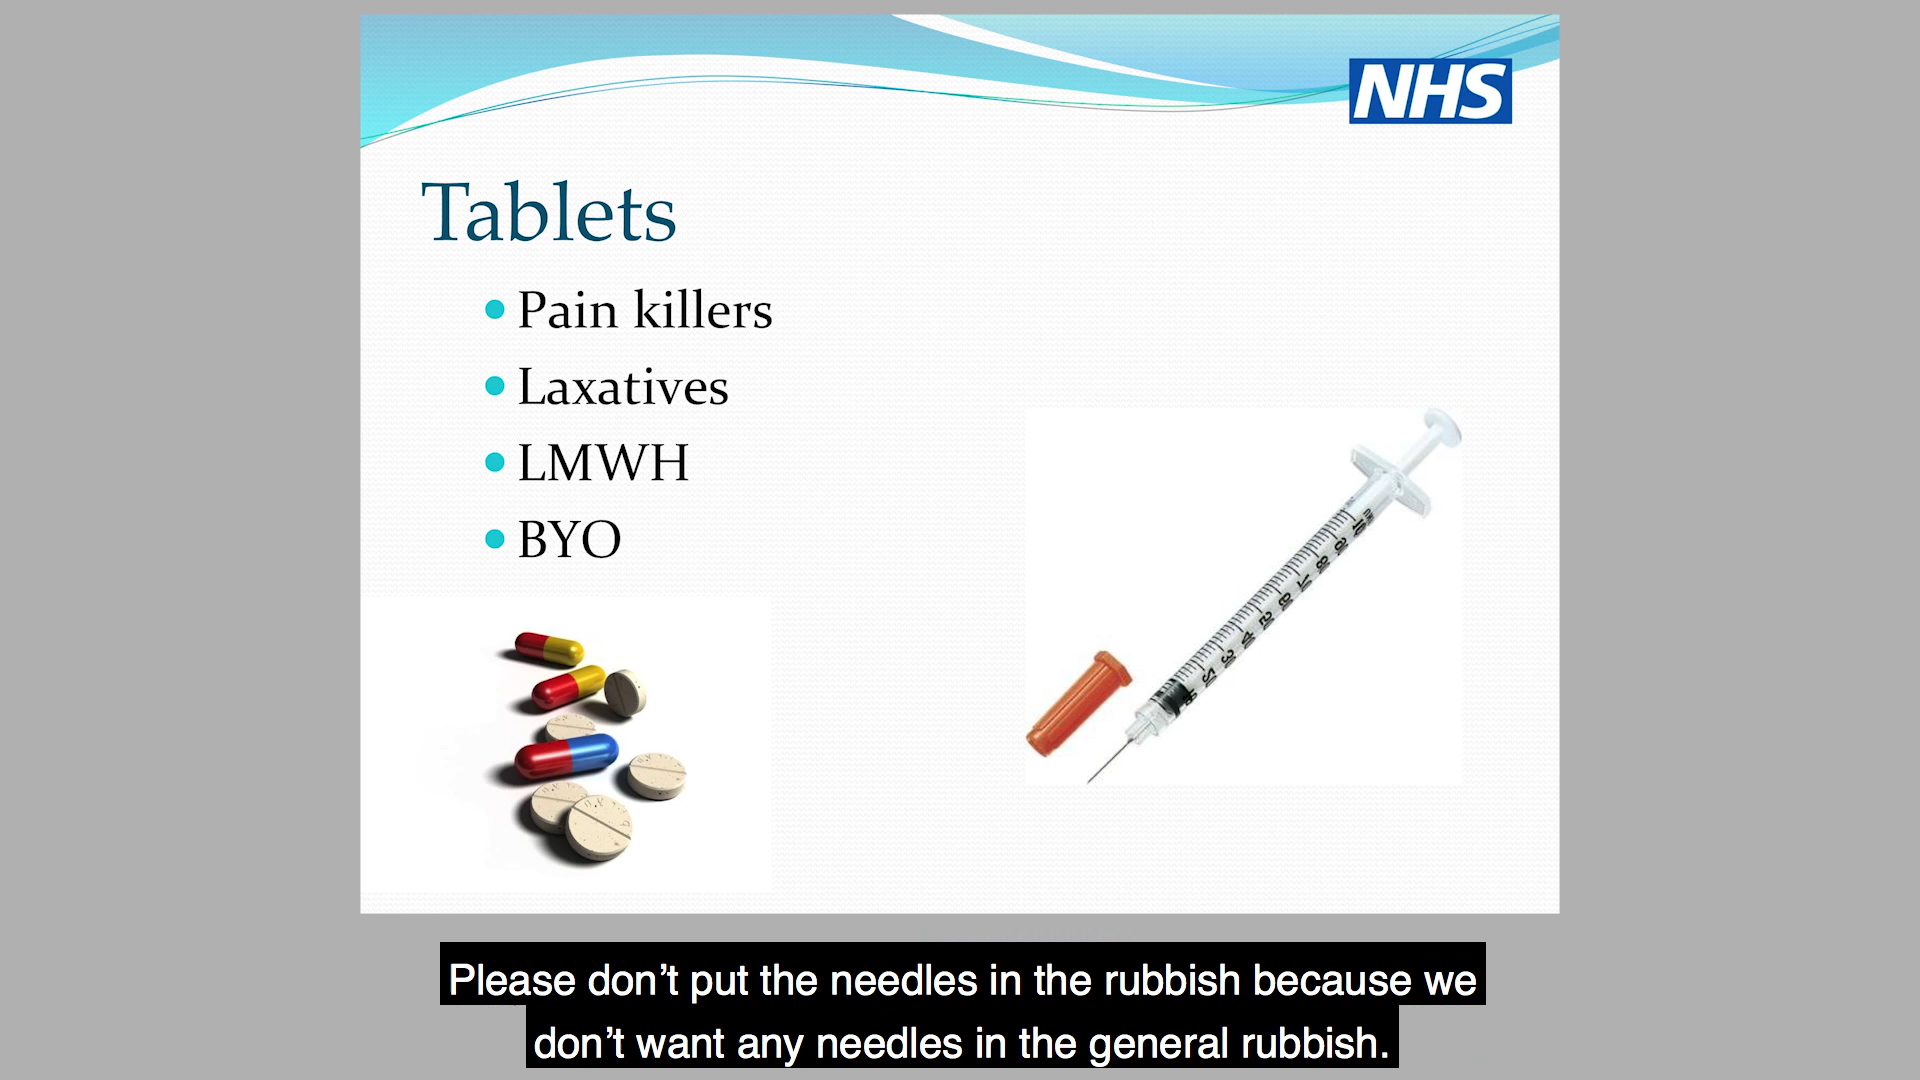 NHS
Tablets
Pain killers
Laxatives
LMWH
BYO
Please don’t put the needles in the rubbish because we
don’t want any needles in the general rubbish.